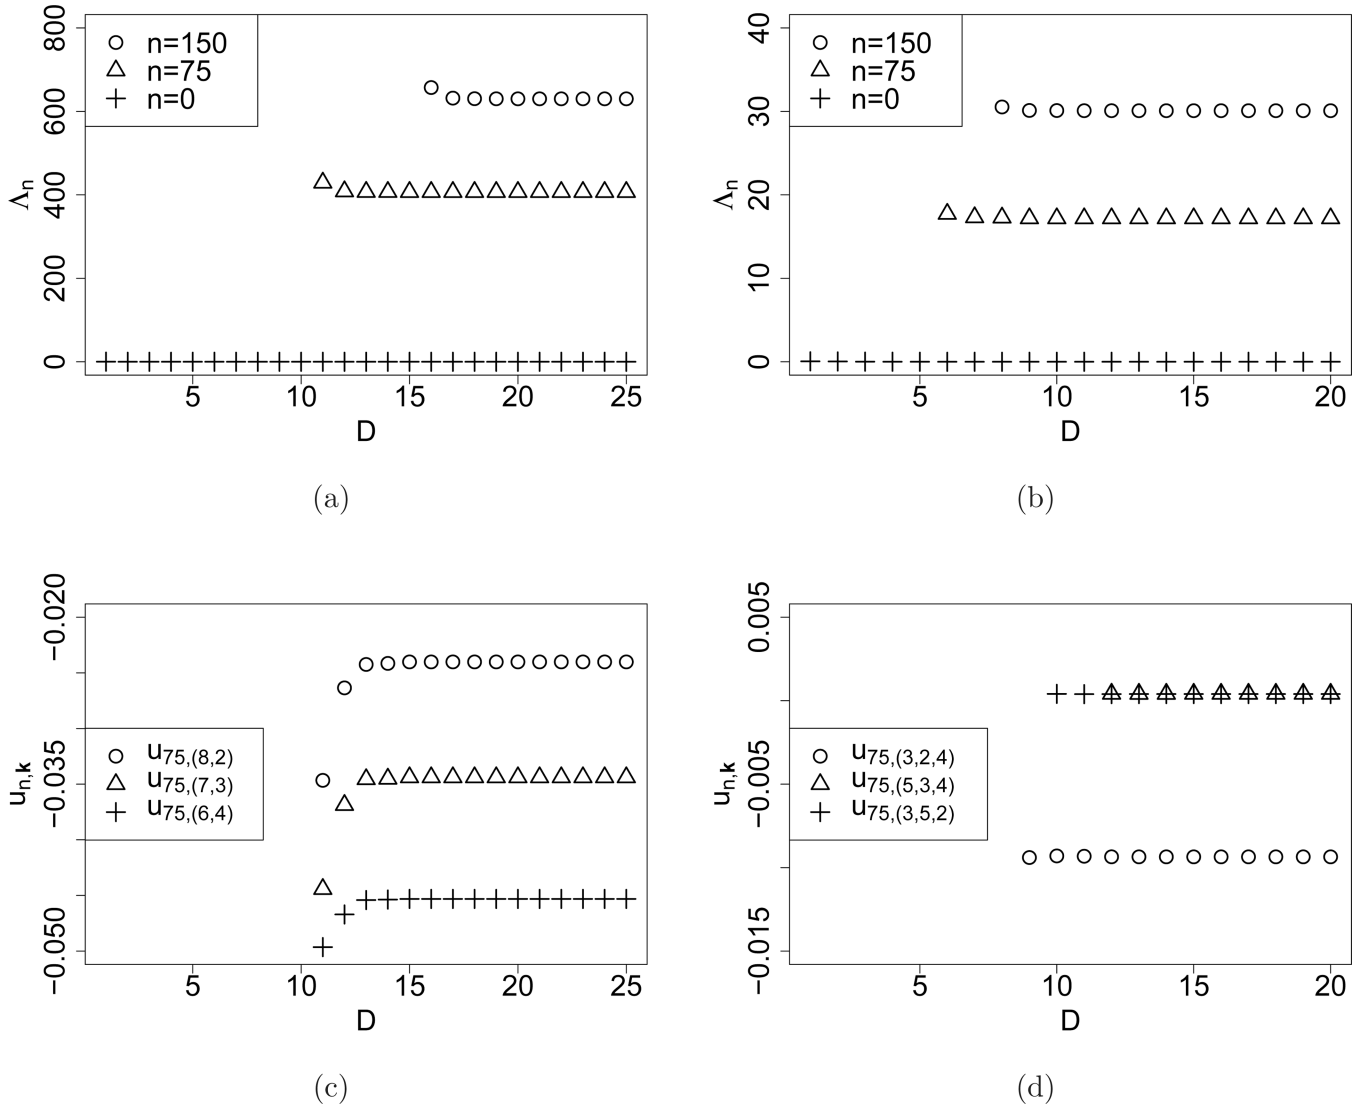 n=150
n=75
n=0
Λn
0 200 400 600 800
5 10 15 20 25
D
(a)
n=150
n=75
n=0
Λn
0 10 20 30 40
5 10 15 20
D
(b)
u75,(8,2)
u75,(7,3)
u75,(6,4)
un,k
−0.050 −0.035 −0.020
5 10 15 20 25
D
(c)
u75,(3,2,4)
u75,(5,3,4)
u75,(3,5,2)
un,k
−0.015 −0.005 0.005
5 10 15 20
D
(d)